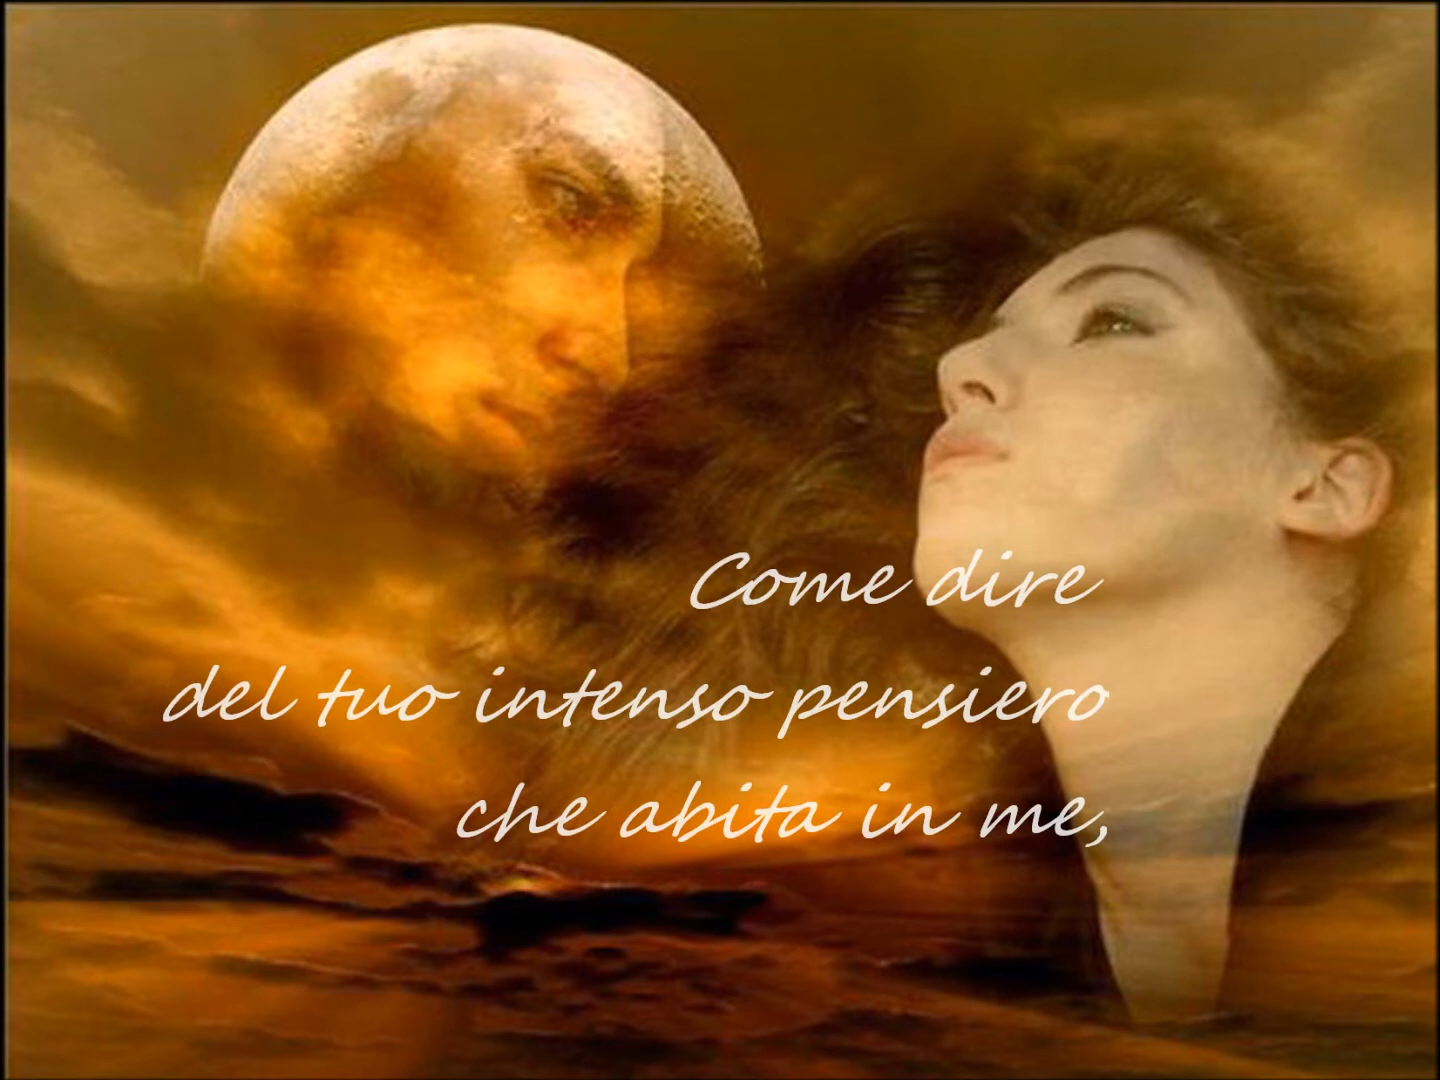 Come dire
del tuo intenso pensiero
che abita in me,